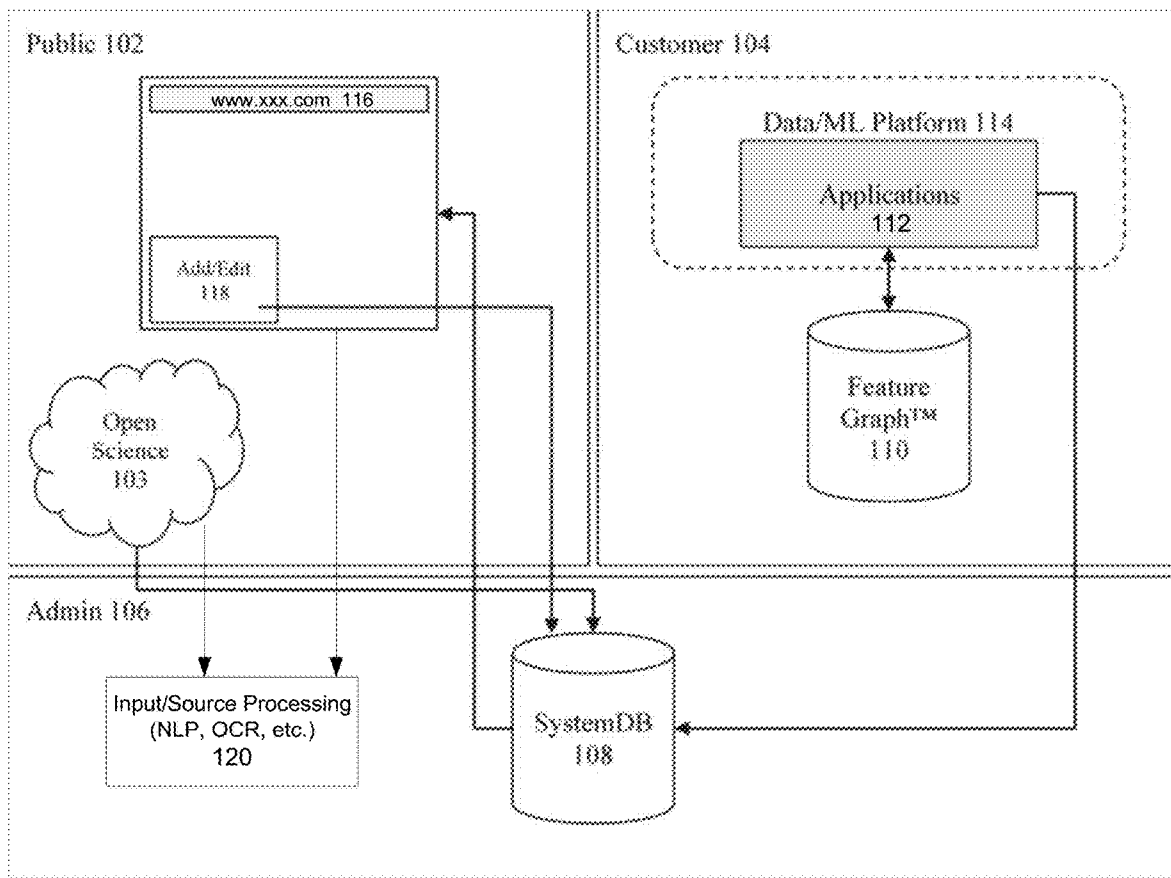 Public 102
www.xxx.com 116
Add/Edit
118
Open
Science
103
Customer 104
Data/ML Platform 114
Applications
112
Feature
Graph™
110
Admin 106
Input/Source Processing
(NLP, OCR, etc.)
120
SystemDB
108